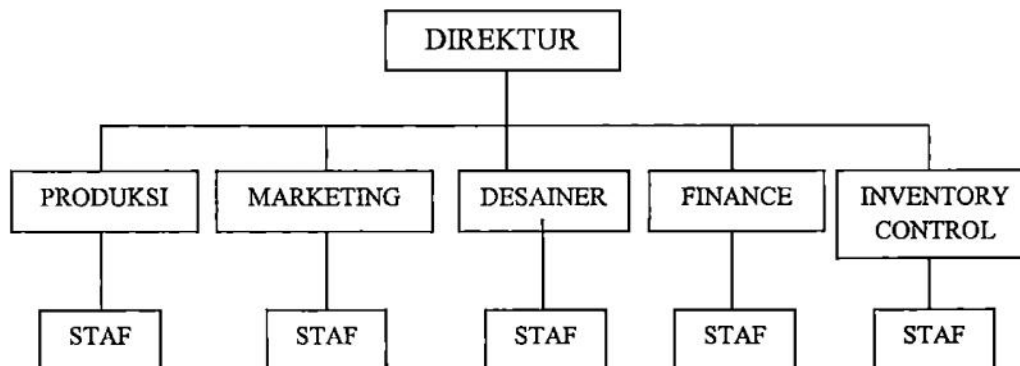 DIREKTUR
PRODUKSI
MARKETING
DESAINER
FINANCE
INVENTORY
CONTROL
STAF
STAF
STAF
STAF
STAF